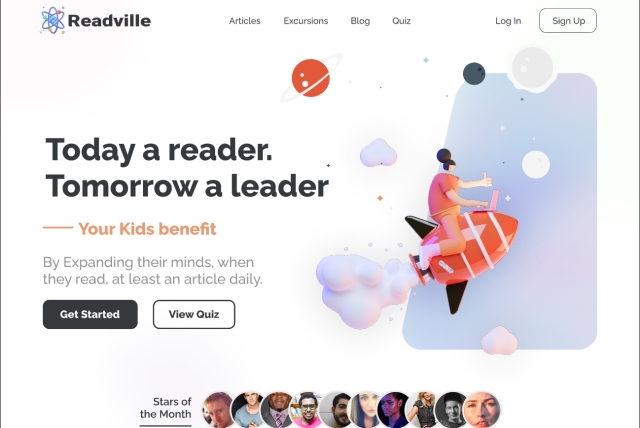 Readville
Articles Excursions Blog Quiz Log In Sign Up
Today a reader.
Tomorrow a leader
Your Kids benefit
By Expanding their minds, when
they read, at least an article daily.
Get Started View Quiz
Stars of
the Month